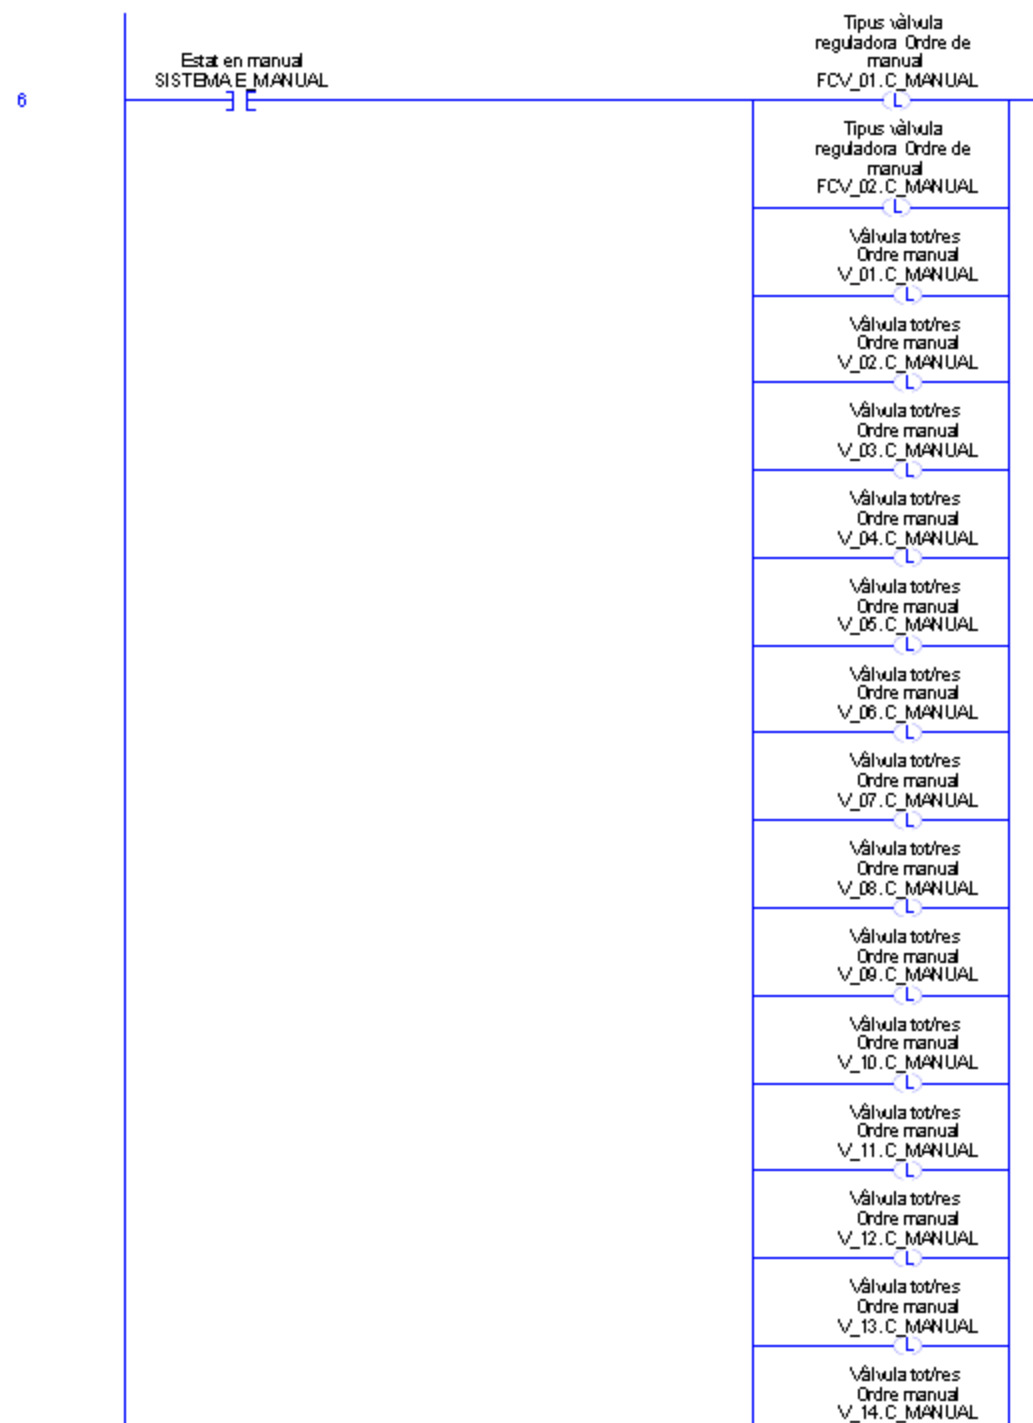 Estat en manual
SISTEMA.E_MANUAL
6
Tipus vàlvula
reguladora Ordre de
manual
FCV_01.C_MANUAL
L
Tipus vàlvula
reguladora Ordre de
manual
FCV_02.C_MANUAL
L
Vàlvula tot/res
Ordre manual
V_01.C_MANUAL
L
Vàlvula tot/res
Ordre manual
V_02.C_MANUAL
L
Vàlvula tot/res
Ordre manual
V_03.C_MANUAL
L
Vàlvula tot/res
Ordre manual
V_04.C_MANUAL
L
Vàlvula tot/res
Ordre manual
V_05.C_MANUAL
L
Vàlvula tot/res
Ordre manual
V_06.C_MANUAL
L
Vàlvula tot/res
Ordre manual
V_07.C_MANUAL
L
Vàlvula tot/res
Ordre manual
V_08.C_MANUAL
L
Vàlvula tot/res
Ordre manual
V_09.C_MANUAL
L
Vàlvula tot/res
Ordre manual
V_10.C_MANUAL
L
Vàlvula tot/res
Ordre manual
V_11.C_MANUAL
L
Vàlvula tot/res
Ordre manual
V_12.C_MANUAL
L
Vàlvula tot/res
Ordre manual
V_13.C_MANUAL
L
Vàlvula tot/res
Ordre manual
V_14.C_MANUAL